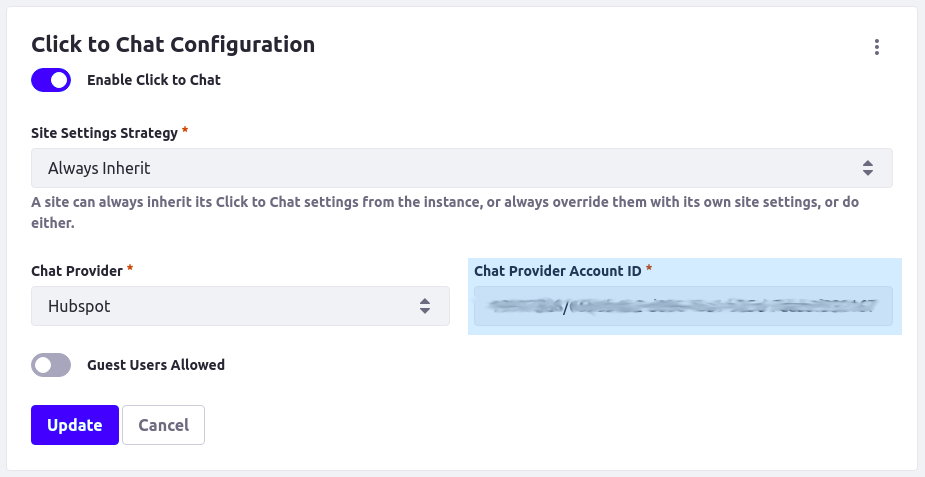 Click to Chat Configuration
Enable Click to Chat
Site Settings Strategy *
Always Inherit
A site can always inherit its Click to Chat settings from the instance, or always override them with its own site settings, or do
either.
Chat Provider * Chat Provider Account ID *
Hubspot
Guest Users Allowed
Update Cancel